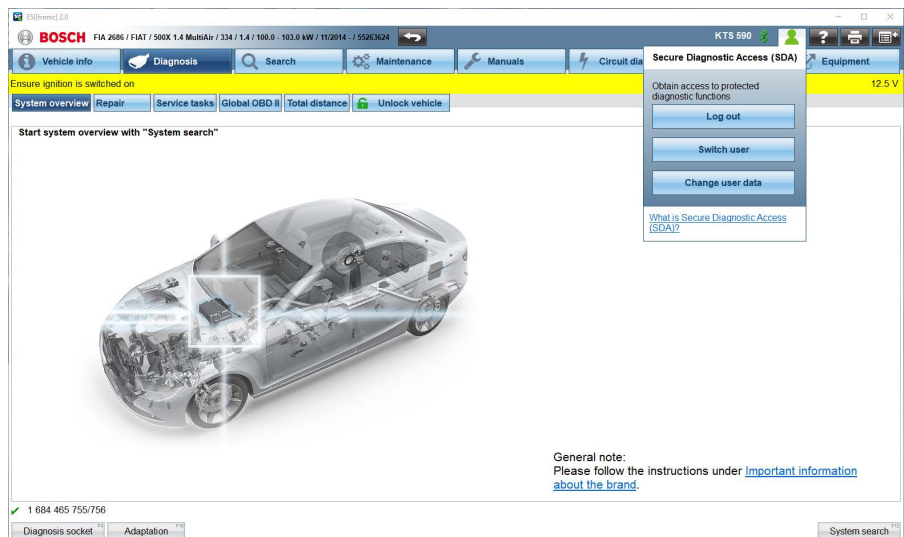 ESI[tronic] 2.0
BOSCH FIA 2686 / FIAT / 500X 1.4 MultiAir / 334 / 1.4 / 100.0 - 103.0 kW / 11/2014 - / 55263624
KTS 590
?
Vehicle info
Diagnosis
Search
Maintenance
Manuals
Circuit dia
Equipment
Ensure ignition is switched on
12.5 V
System overview
Repair
Service tasks
Global OBD II
Total distance
Unlock vehicle
Secure Diagnostic Access (SDA)
Obtain access to protected
diagnostic functions
Log out
Switch user
Change user data
What is Secure Diagnostic Access
(SDA)?
Start system overview with "System search"
General note:
Please follow the instructions under Important information
about the brand.
1 684 465 755/756
Diagnosis socket F4
Adaptation F10
System search F12